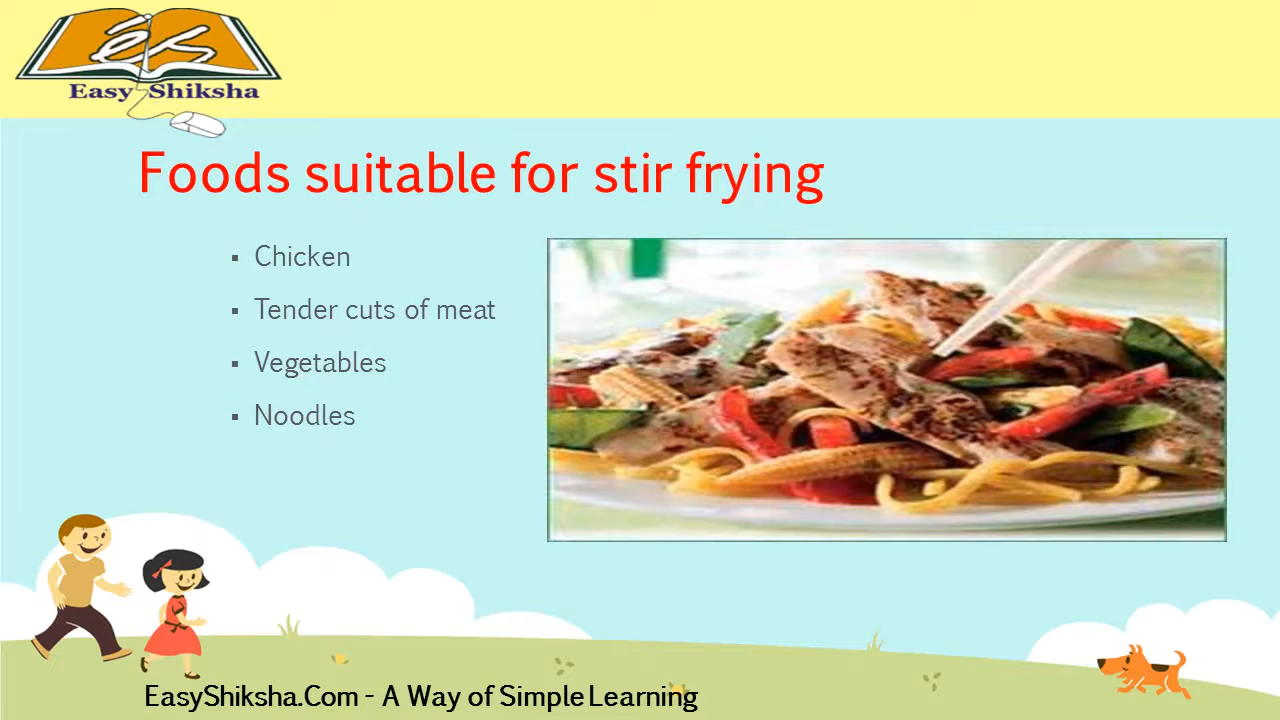 éks
Easy Shiksha
Foods suitable for stir frying
▪ Chicken
▪ Tender cuts of meat
▪ Vegetables
▪ Noodles
EasyShiksha.Com - A Way of Simple Learning